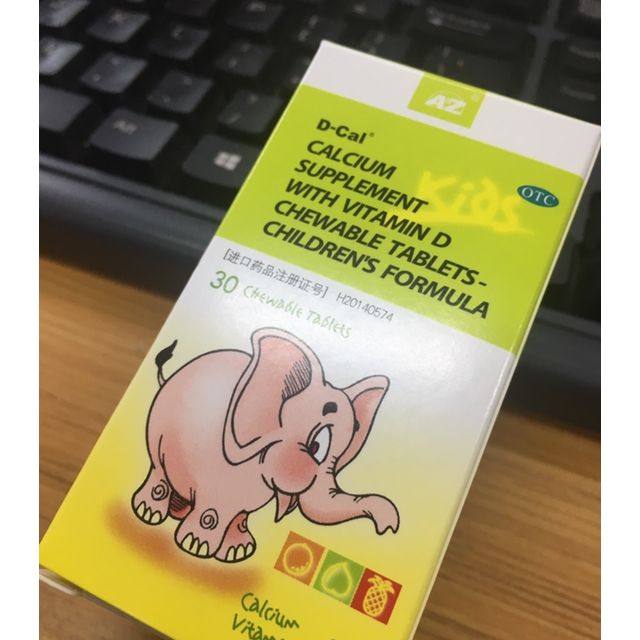 AZ®
D-Cal®
CALCIUM
SUPPLEMENT
WITH VITAMIN D
CHEWABLE TABLETS-
CHILDREN'S FORMULA
Kids
OTC
[进口药品注册证号] H20140574
30 Chewable Tablets
Calcium
Alt